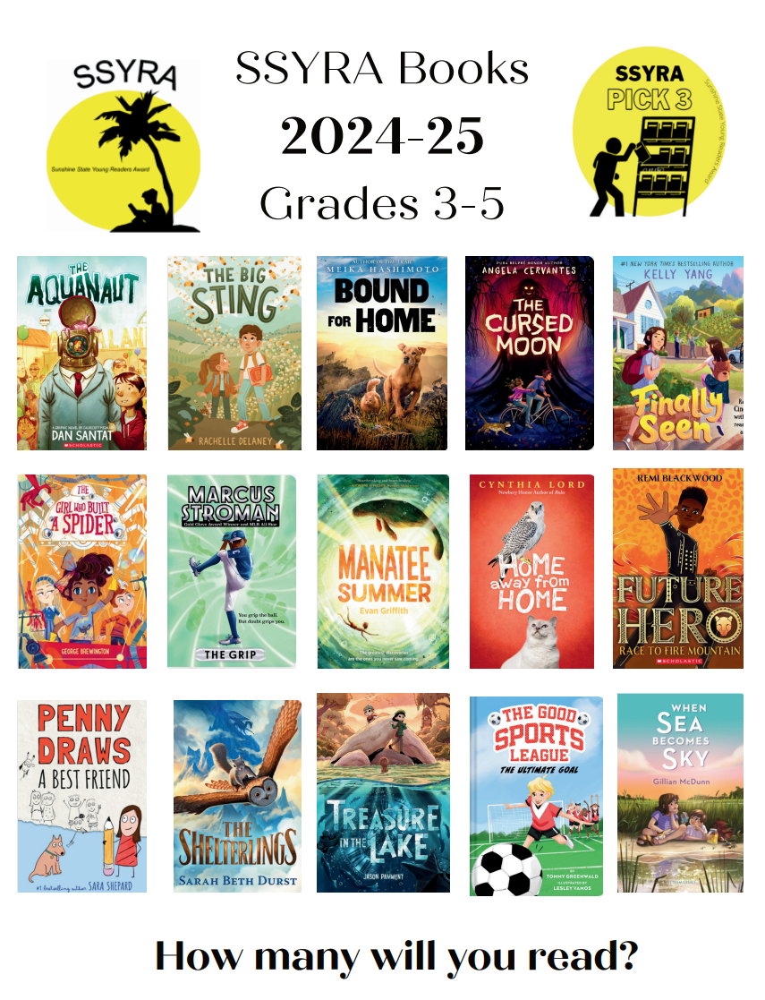 SSYRA
Sunshine State Young Readers Award
SSYRA Books
2024-25
Grades 3-5
SSYRA
PICK 3
Sunshine State Young Readers Award
THE
AQUANAUT
A GRAPHIC NOVEL BY CALDECOTT MEDALIST
DAN SANTAT
SCHOLASTIC
THE BIG
STING
RACHELLE DELANEY
MEIKA HASHIMOTO
BOUND
FOR HOME
PURA BELPRÉ HONOR AUTHOR
ANGELA CERVANTES
THE
CURSED
MOON
#1 NEW YORK TIMES BESTSELLING AUTHOR
KELLY YANG
Finally
Seen
THE
GIRL WHO BUILT
A SPIDER
GEORGE BREWINGTON
MARCUS
STROMAN
Gold Glove Award Winner and MLB All-Star
You grip the ball.
But doubt grips you.
THE GRIP
MANATEE
SUMMER
Evan Griffith
The greatest discoveries
are the ones you never saw coming.
CYNTHIA LORD
Newbery Honor Author of Rules
HOME
away from
HOME
REMI BLACKWOOD
FUTURE
HERO
RACE TO FIRE MOUNTAIN
SCHOLASTIC
PENNY
DRAWS
A BEST FRIEND
#1 bestselling author SARA SHEPARD
THE
SHELTERLINGS
SARAH BETH DURST
TREASURE
IN THE LAKE
JASON PAMMENT
THE GOOD
SPORTS
LEAGUE
THE ULTIMATE GOAL
TOMMY GREENWALD
ILLUSTRATED BY
LESLEY VAMOS
WHEN
SEA
BECOMES
SKY
Gillian McDunn
How many will you read?